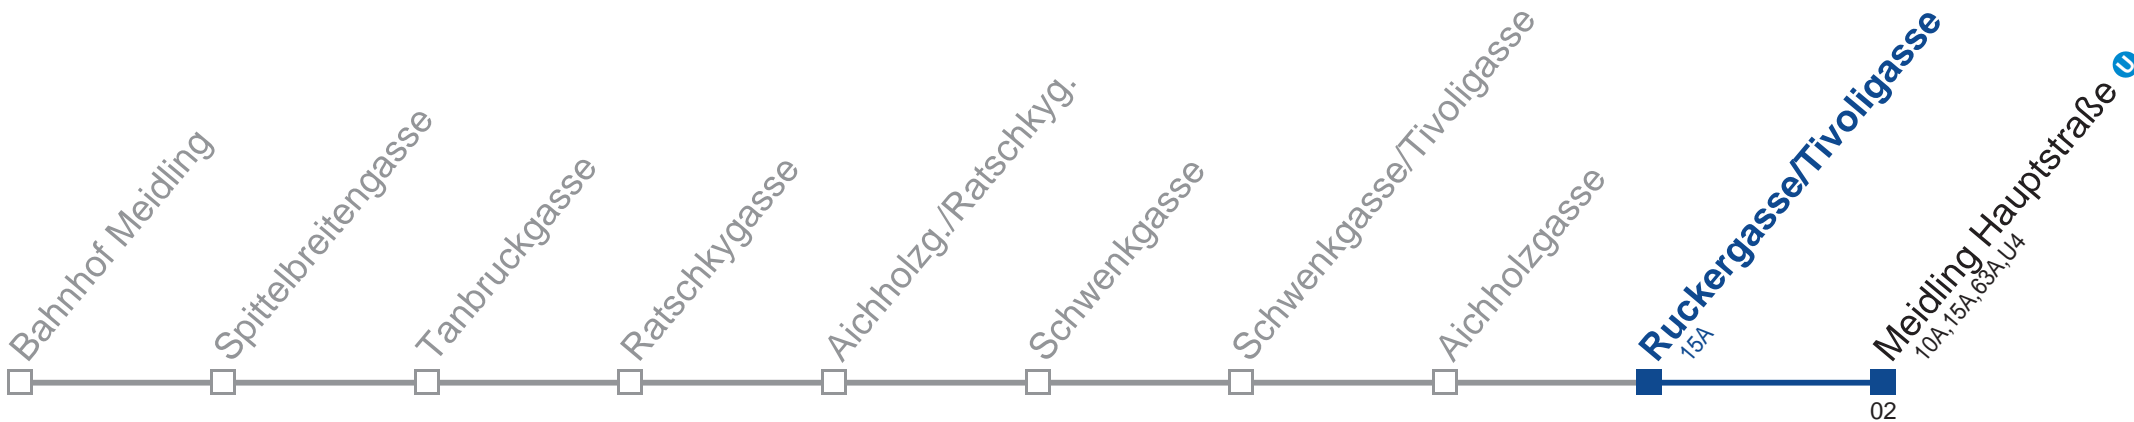 Bahnhof Meidling
Spittelbreitengasse
Tanbruckgasse
Ratschkygasse
Aichholzg./Ratschkyg.
Schwenkgasse
Schwenkgasse/Tivoligasse
Aichholzgasse
Ruckergasse/Tivoligasse
15A
Meidling Hauptstraße U
10A,15A,63A,U4
02